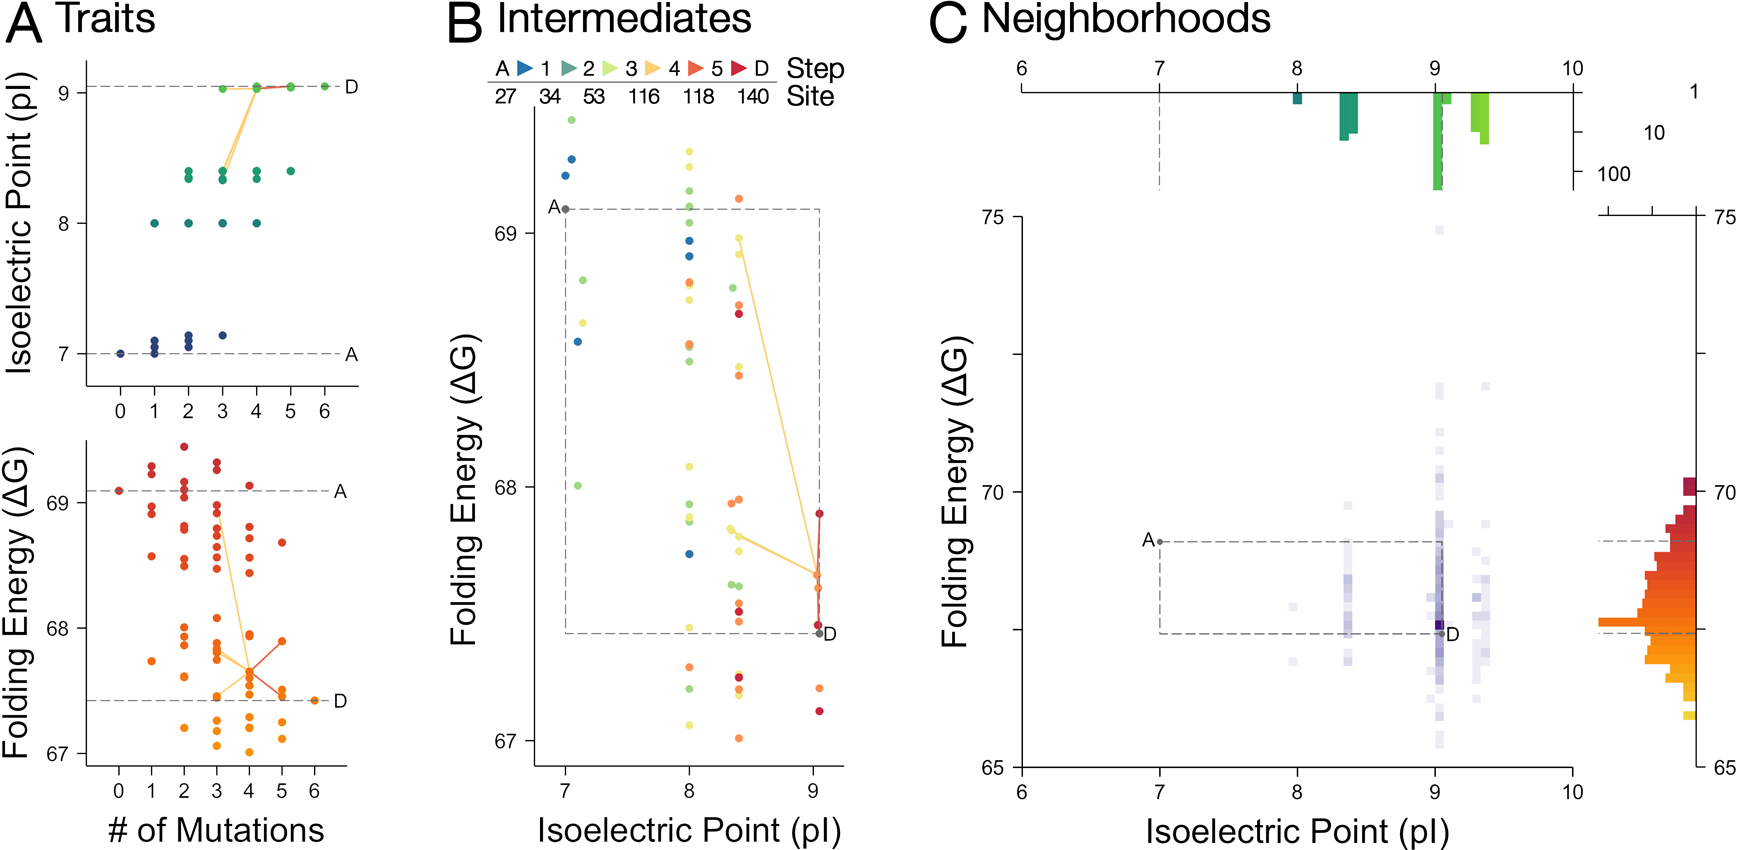 A Traits
Isoelectric Point (pI)
9
8
7
D
A
0 1 2 3 4 5 6
Folding Energy (ΔG)
69
68
67
A
D
0 1 2 3 4 5 6
# of Mutations
B Intermediates
A 1 2 3 4 5 D Step
27 34 53 116 118 140 Site
Folding Energy (ΔG)
69
68
67
A
D
7 8 9
Isoelectric Point (pI)
C Neighborhoods
6 7 8 9 10
1
10
100
75
70
65
Folding Energy (ΔG)
A
D
6 7 8 9 10
Isoelectric Point (pI)
75
70
65